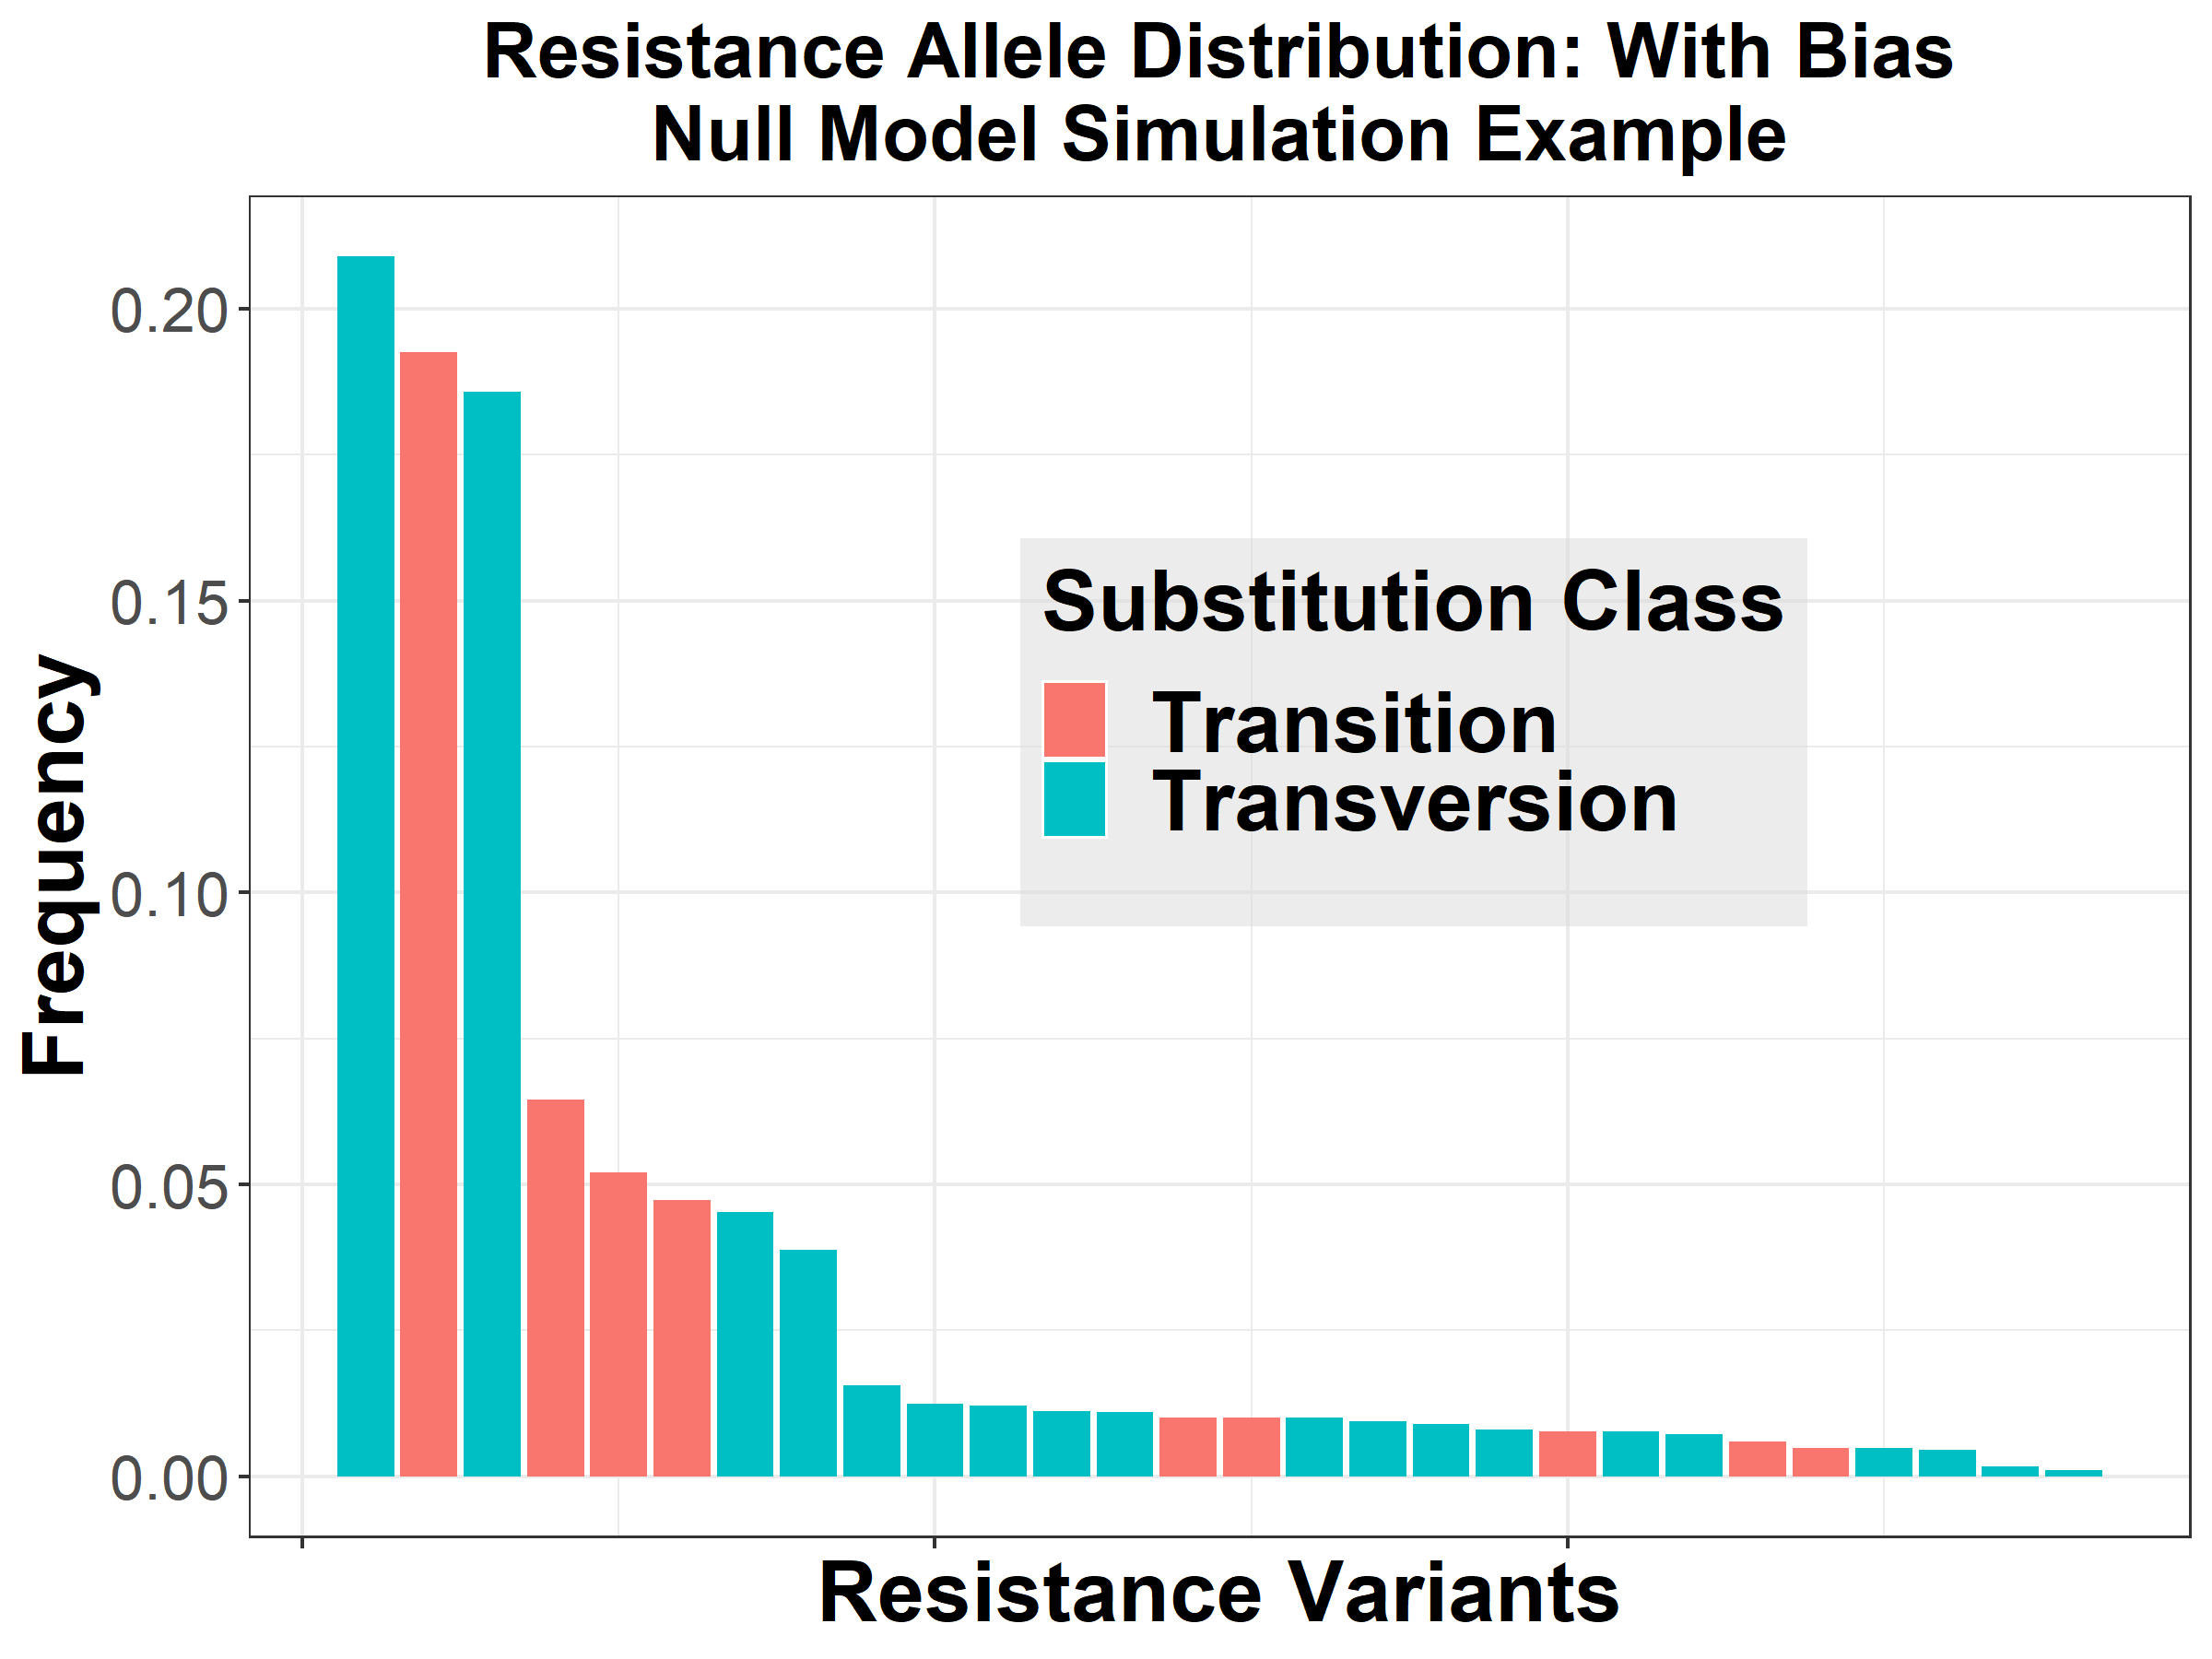 Resistance Allele Distribution: With Bias
Null Model Simulation Example
Frequency
0.20
0.15
0.10
0.05
0.00
Substitution Class
Transition
Transversion
Resistance Variants